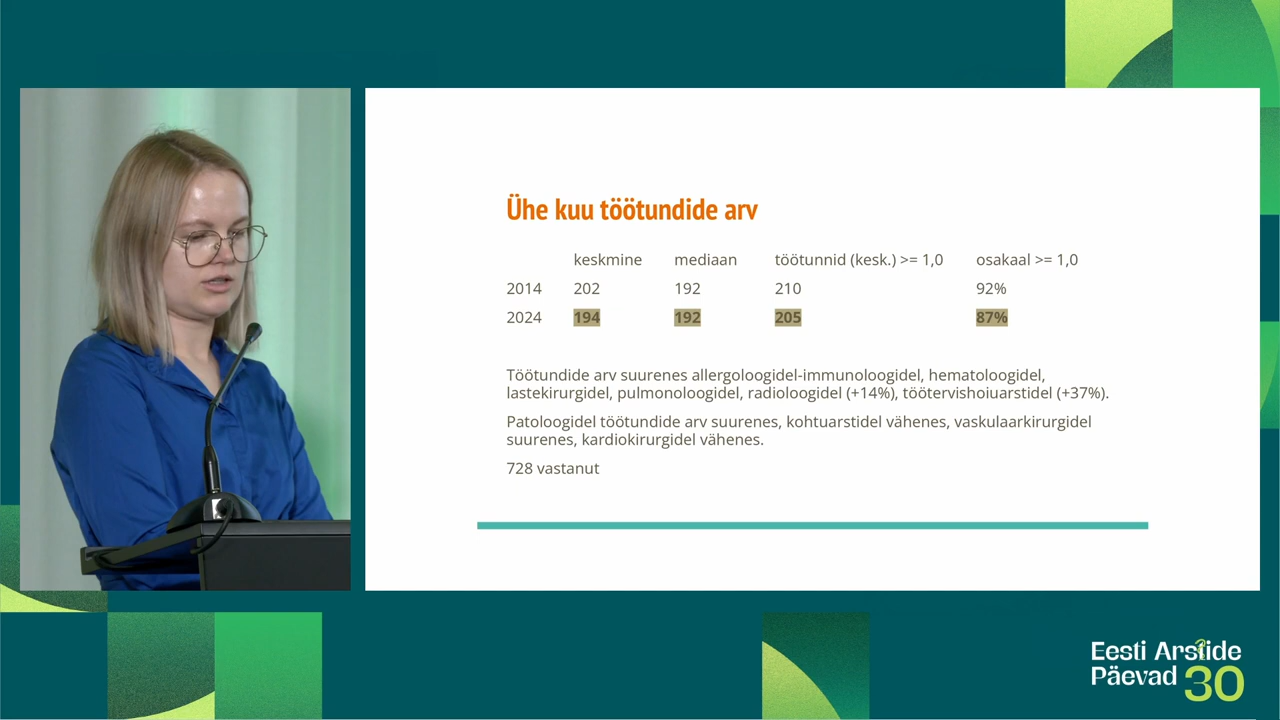 Ühe kuu töötundide arv
keskmine mediaan töötunnid (kesk.) >= 1,0 osakaal >= 1,0
2014 202 192 210 92%
2024 194 192 205 87%
Töötundide arv suurenes allergoloogidel-immunoloogidel, hematoloogidel,
lastekirurgidel, pulmonoloogidel, radioloogidel (+14%), töötervishoiuarstidel (+37%).
Patoloogidel töötundide arv suurenes, kohtuarstidel vähenes, vaskulaarkirurgidel
suurenes, kardiokirurgidel vähenes.
728 vastanut
Eesti Arstide
Päevad 30